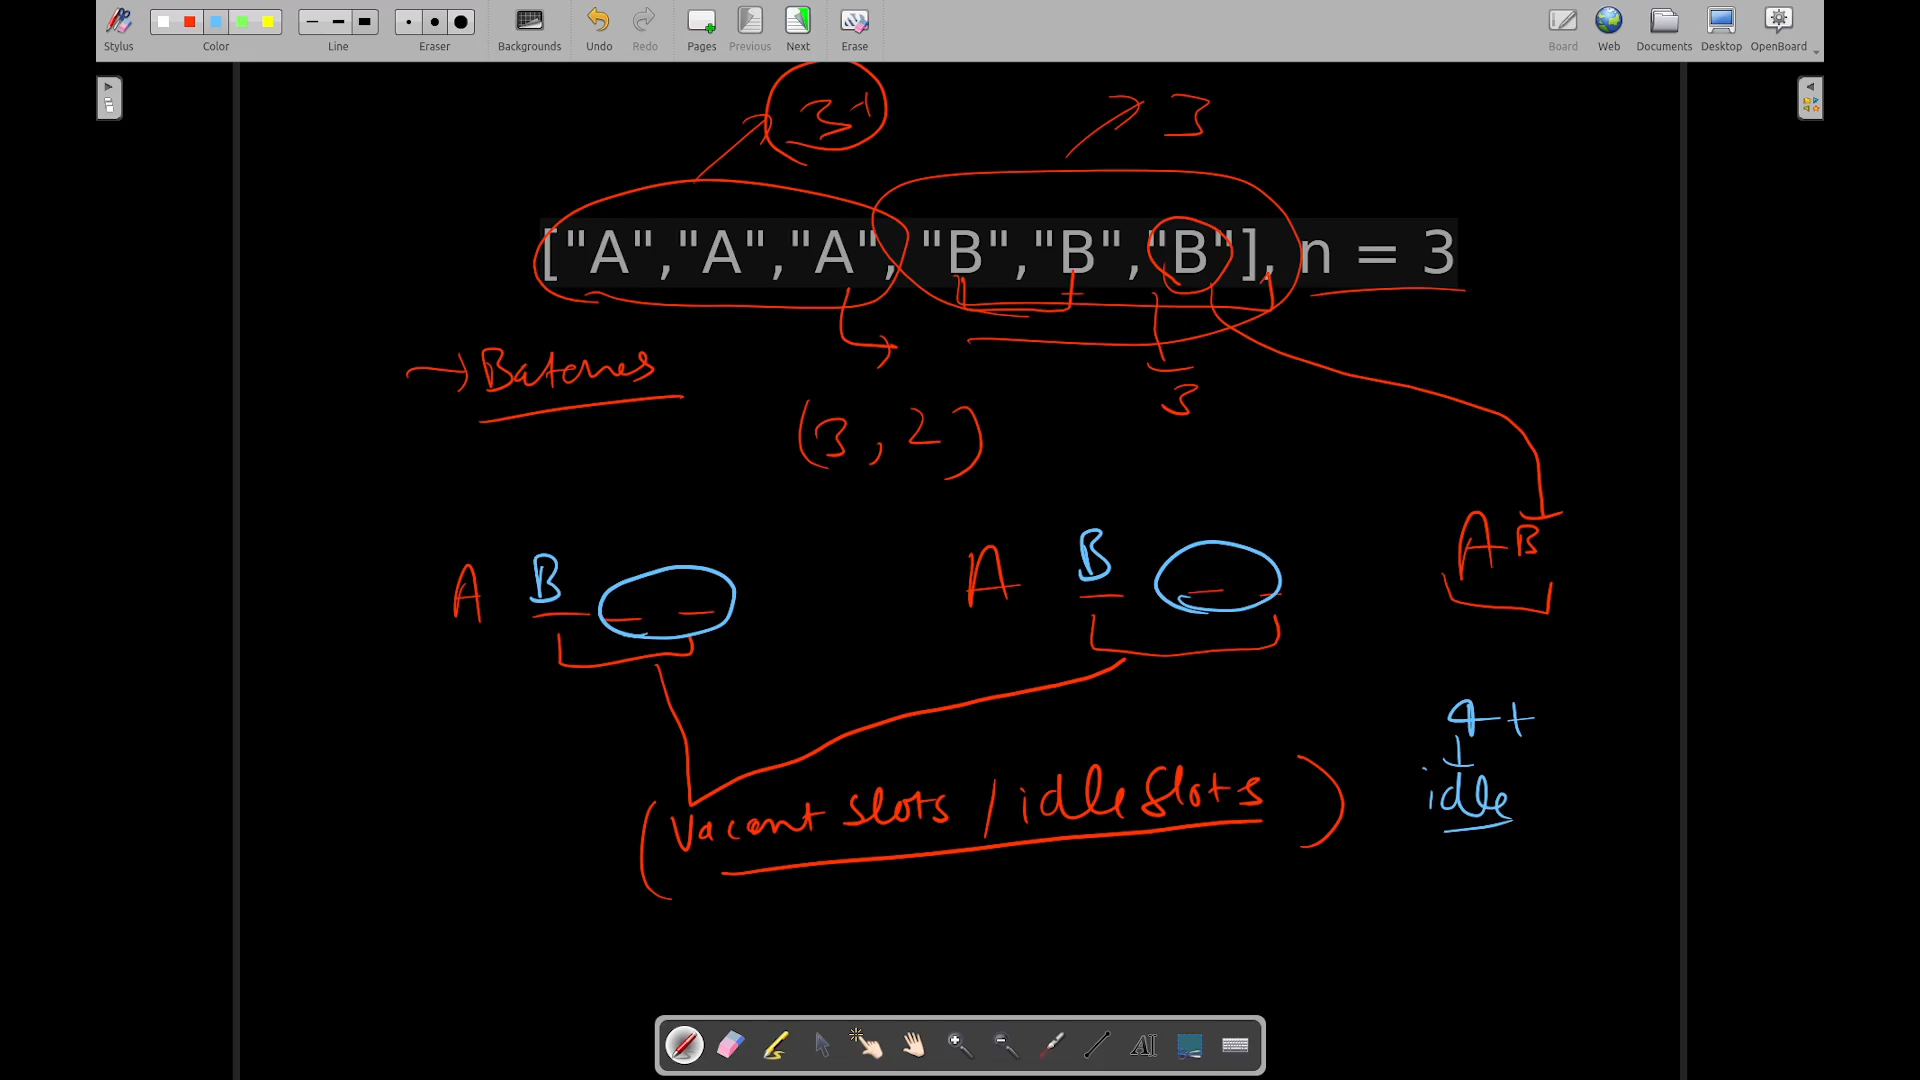 Stylus Color Line Eraser Backgrounds Undo Redo Pages Previous Next Erase Board Web Documents Desktop OpenBoard
3 3
["A","A","A", "B","B","B"], n = 3
Batches
3
(3, 2)
A B A B A B
4 +
idle
(Vacant slots / idle slots)
AI